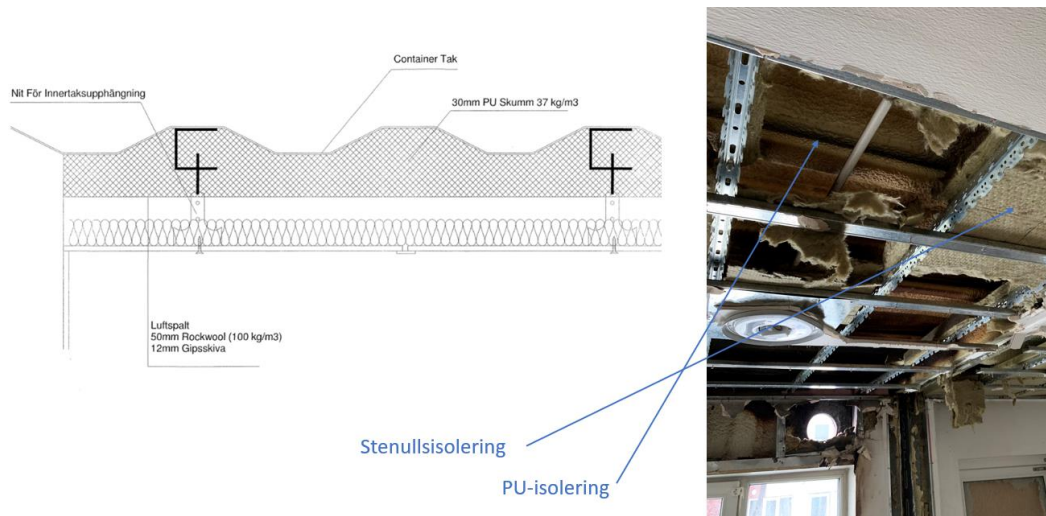 Container Tak
Nit För Innertaksupphängning
30mm PU Skumm 37 kg/m3
Luftspalt
50mm Rockwool (100 kg/m3)
12mm Gipsskiva
Stenullsisolering
PU-isolering